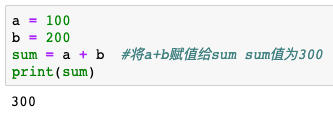 a = 100
b = 200
sum = a + b  #将a+b赋值给sum sum值为300
print(sum)
300